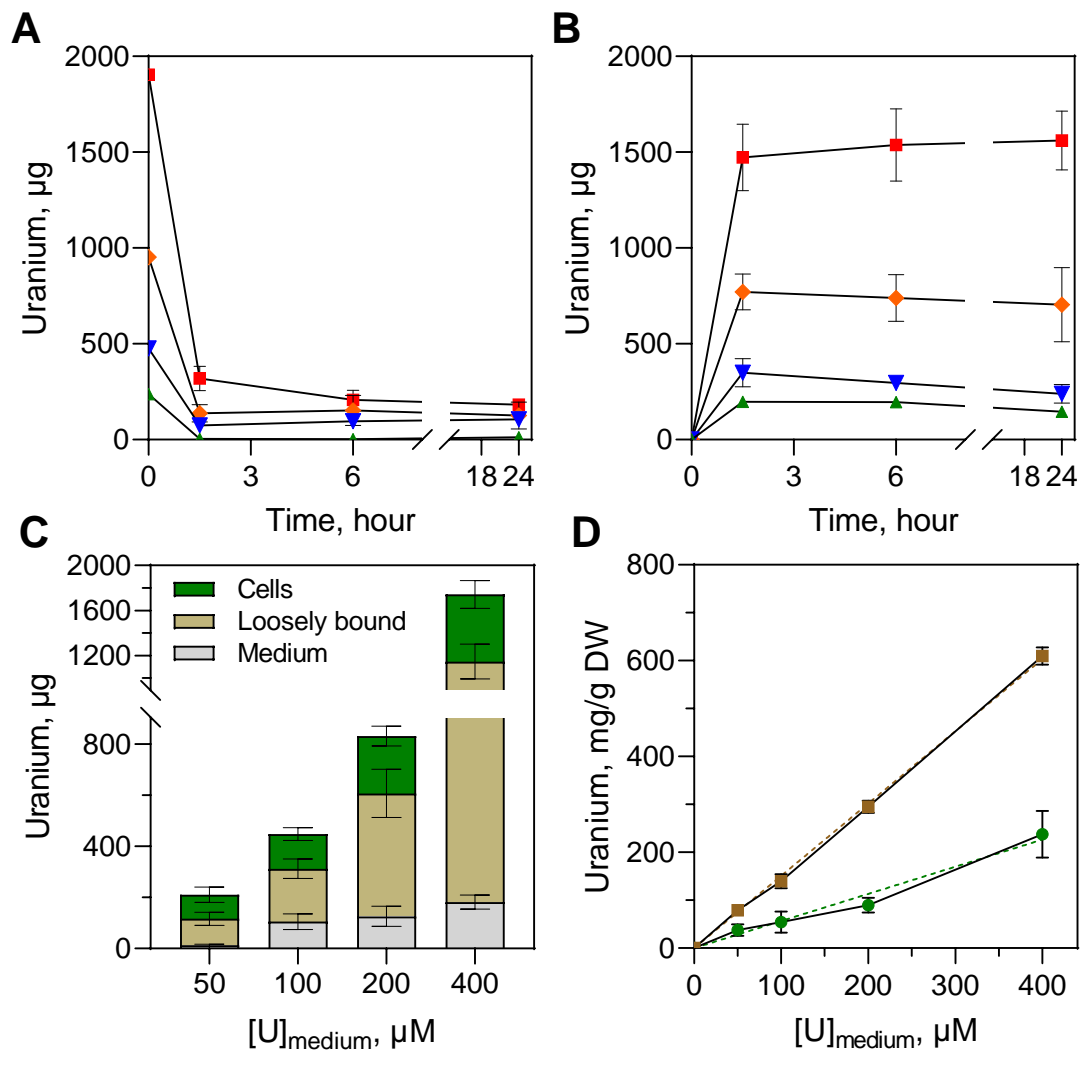 A
Uranium, µg
2000
1500
1000
500
0
0 3 6 18 24
Time, hour
B
Uranium, µg
2000
1500
1000
500
0
0 3 6 18 24
Time, hour
C
Uranium, µg
2000
1600
1200
800
400
0
Cells
Loosely bound
Medium
50 100 200 400
[U]medium, µM
D
Uranium, mg/g DW
800
600
400
200
0
0 100 200 300 400
[U]medium, µM